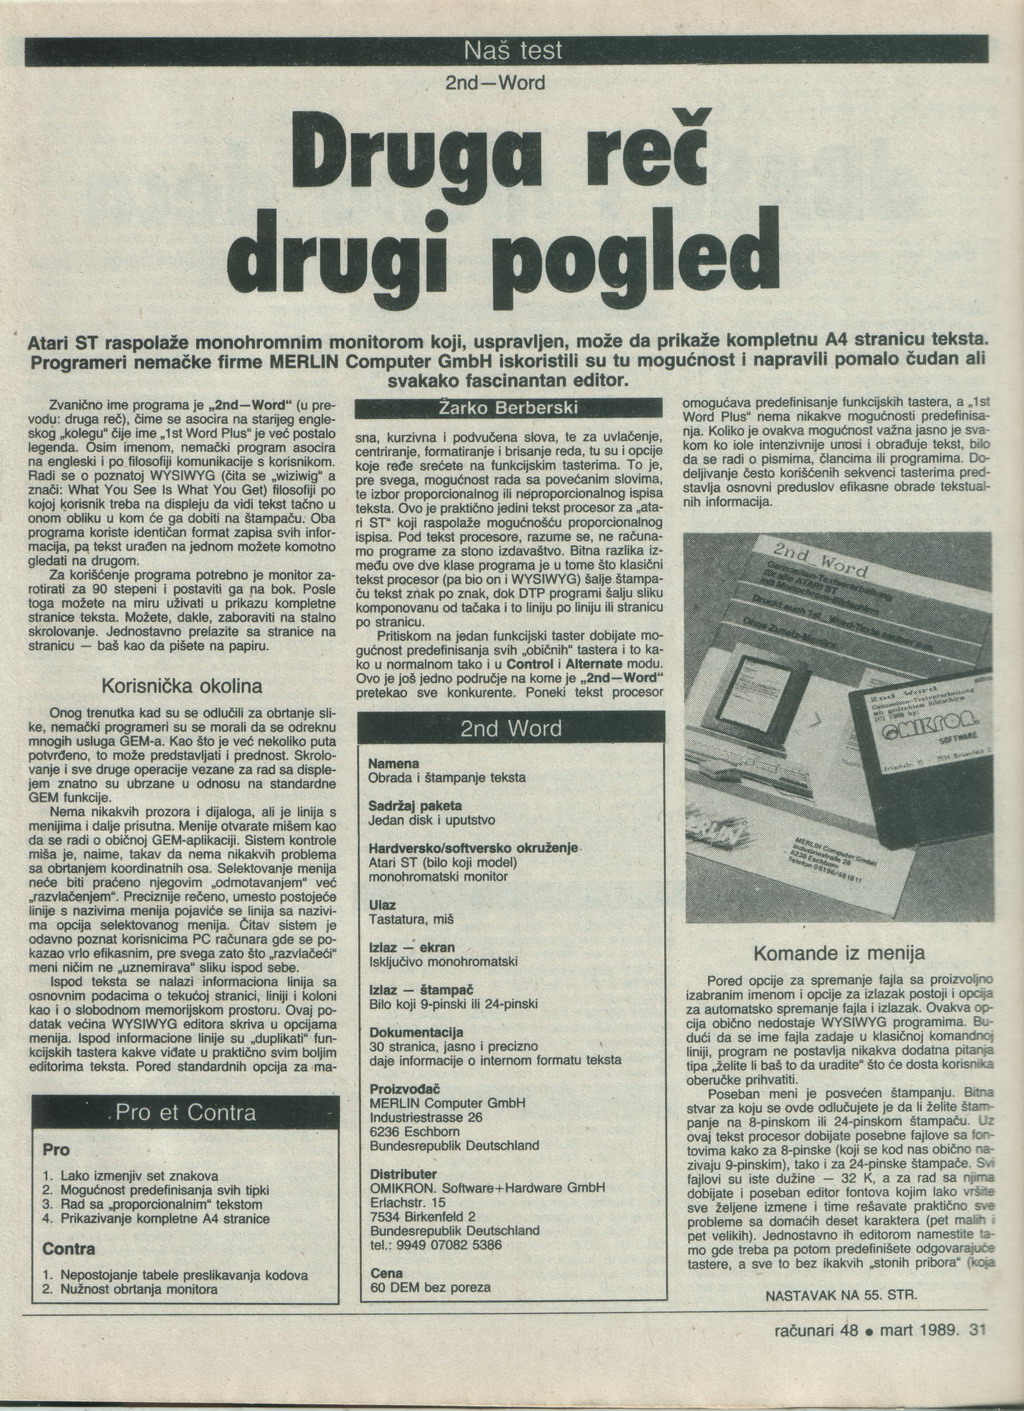 Naš test
2nd—Word
Druga reč
drugi pogled
Atari ST raspolaže monohromnim monitorom koji, uspravljen, može da prikaže kompletnu A4 stranicu teksta.
Programeri nemačke firme MERLIN Computer GmbH iskoristili su tu mogućnost i napravili pomalo čudan ali
svakako fascinantan editor.
Zvanično ime programa je „2nd—Word“ (u pre-
vodu: druga reč), čime se asocira na starijeg engle-
skog „kolegu“ čije ime „1st Word Plus“ je već postalo
legenda. Osim imenom, nemački program asocira
na engleski i po filosofiji komunikacije s korisnikom.
Radi se o poznatoj WYSIWYG (čita se „wiziwig“ a
znači: What You See Is What You Get) filosofiji po
kojoj korisnik treba na displeju da vidi tekst tačno u
onom obliku u kom će ga dobiti na štampaču. Oba
programa koriste identičan format zapisa svih infor-
macija, pa tekst urađen na jednom možete komotno
gledati na drugom.
Za korišćenje programa potrebno je monitor za-
rotirati za 90 stepeni i postaviti ga na bok. Posle
toga možete na miru uživati u prikazu kompletne
stranice teksta. Možete, dakle, zaboraviti na stalno
skrolovanje. Jednostavno prelazite sa stranice na
stranicu — baš kao da pišete na papiru.
Korisnička okolina
Onog trenutka kad su se odlučili za obrtanje sli-
ke, nemački programeri su se morali da se odreknu
mnogih usluga GEM-a. Kao što je već nekoliko puta
potvrđeno, to može predstavljati i prednost. Skrolo-
vanje i sve druge operacije vezane za rad sa disple-
jem znatno su ubrzane u odnosu na standardne
GEM funkcije.
Nema nikakvih prozora i dijaloga, ali je linija s
menijima i dalje prisutna. Menije otvarate mišem kao
da se radi o običnoj GEM-aplikaciji. Sistem kontrole
miša je, naime, takav da nema nikakvih problema
sa obrtanjem koordinatnih osa. Selektovanje menija
neće biti praćeno njegovim „odmotavanjem“ već
„razvlačenjem“. Preciznije rečeno, umesto postojeće
linije s nazivima menija pojaviće se linija sa nazivi-
ma opcija selektovanog menija. Čitav sistem je
odavno poznat korisnicima PC računara gde se po-
kazao vrlo efikasnim, pre svega zato što „razvlačeći“
meni ničim ne „uznemirava“ sliku ispod sebe.
Ispod teksta se nalazi informaciona linija sa
osnovnim podacima o tekućoj stranici, liniji i koloni
kao i o slobodnom memorijskom prostoru. Ovaj po-
datak većina WYSIWYG editora skriva u opcijama
menija. Ispod informacione linije su „duplikati“ fun-
kcijskih tastera kakve viđate u praktično svim boljim
editorima teksta. Pored standardnih opcija za ma-
Pro et Contra
Pro
1. Lako izmenjiv set znakova
2. Mogućnost predefinisanja svih tipki
3. Rad sa „proporcionalnim“ tekstom
4. Prikazivanje kompletne A4 stranice
Contra
1. Nepostojanje tabele preslikavanja kodova
2. Nužnost obrtanja monitora
Žarko Berberski
sna, kurzivna i podvučena slova, te za uvlačenje,
centriranje, formatiranje i brisanje reda, tu su i opcije
koje ređe srećete na funkcijskim tasterima. To je,
pre svega, mogućnost rada sa povećanim slovima,
te izbor proporcionalnog ili neproporcionalnog ispisa
teksta. Ovo je praktično jedini tekst procesor za „ata-
ri ST“ koji raspolaže mogućnošću proporcionalnog
ispisa. Pod tekst procesore, razume se, ne računa-
mo programe za stono izdavaštvo. Bitna razlika iz-
među ove dve klase programa je u tome što klasični
tekst procesor (pa bio on i WYSIWYG) šalje štampa-
ču tekst znak po znak, dok DTP programi šalju sliku
komponovanu od tačaka i to liniju po liniju ili stranicu
po stranicu.
Pritiskom na jedan funkcijski taster dobijate mo-
gućnost predefinisanja svih „običnih“ tastera i to ka-
ko u normalnom tako i u Control i Alternate modu.
Ovo je još jedno područje na kome je „2nd—Word“
pretekao sve konkurente. Poneki tekst procesor
2nd Word
Namena
Obrada i štampanje teksta
Sadržaj paketa
Jedan disk i uputstvo
Hardversko/softversko okruženje
Atari ST (bilo koji model)
monohromatski monitor
Ulaz
Tastatura, miš
Izlaz — ekran
Isključivo monohromatski
Izlaz — štampač
Bilo koji 9-pinski ili 24-pinski
Dokumentacija
30 stranica, jasno i precizno
daje informacije o internom formatu teksta
Proizvođač
MERLIN Computer GmbH
Industriestrasse 26
6236 Eschborn
Bundesrepublik Deutschland
Distributer
OMIKRON. Software+Hardware GmbH
Erlachstr. 15
7534 Birkenfeld 2
Bundesrepublik Deutschland
tel.: 9949 07082 5386
Cena
60 DEM bez poreza
omogućava predefinisanje funkcijskih tastera, a „1st
Word Plus“ nema nikakve mogućnosti predefinisa-
nja. Koliko je ovakva mogućnost važna jasno je sva-
kom ko iole intenzivnije unosi i obrađuje tekst, bilo
da se radi o pismima, člancima ili programima. Do-
deljivanje često korišćenih sekvenci tasterima pred-
stavlja osnovni preduslov efikasne obrade tekstual-
nih informacija.
2nd Word
Ganzseiten-Textverarbeitung
für alle ATARI ST
mit Monochrom-Bildschirm
Druckt auch 1st_Word-Texte
Ohne Zusatz-Monitor
2nd Word
Ganzseiten-Textverarbeitung
OMIKRON.
SOFTWARE
MERLIN
MERLIN Computer GmbH
Industriestraße 26
6236 Eschborn
Telefon 06196/481811
Komande iz menija
Pored opcije za spremanje fajla sa proizvoljno
izabranim imenom i opcije za izlazak postoji i opcija
za automatsko spremanje fajla i izlazak. Ovakva op-
cija obično nedostaje WYSIWYG programima. Bu-
dući da se ime fajla zadaje u klasičnoj komandnoj
liniji, program ne postavlja nikakva dodatna pitanja
tipa „želite li baš to da uradite“ što će dosta korisnika
oberučke prihvatiti.
Poseban meni je posvećen štampanju. Bitna
stvar za koju se ovde odlučujete je da li želite štam-
panje na 8-pinskom ili 24-pinskom štampaču. Uz
ovaj tekst procesor dobijate posebne fajlove sa fon-
tovima kako za 8-pinske (koji se kod nas obično na-
zivaju 9-pinskim), tako i za 24-pinske štampače. Svi
fajlovi su iste dužine — 32 K, a za rad sa njima
dobijate i poseban editor fontova kojim lako vršite
sve željene izmene i time rešavate praktično sve
probleme sa domaćih deset karaktera (pet malih i
pet velikih). Jednostavno ih editorom namestite ta-
mo gde treba pa potom predefinišete odgovarajuće
tastere, a sve to bez ikakvih „stonih pribora“ (koja
NASTAVAK NA 55. STR.
računari 48 • mart 1989. 31